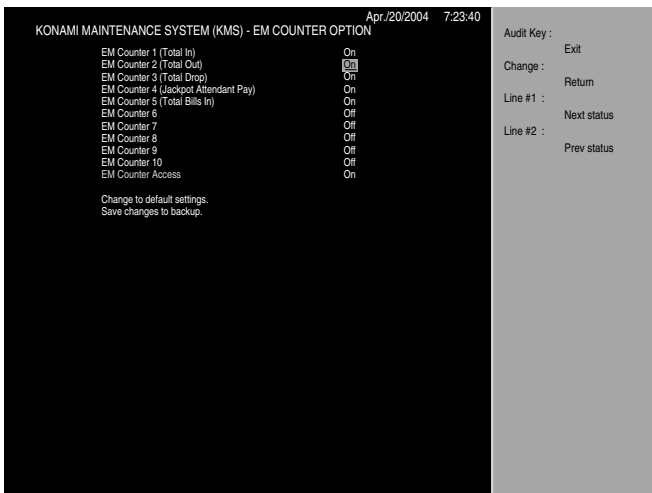 Apr./20/2004 7:23:40
KONAMI MAINTENANCE SYSTEM (KMS) - EM COUNTER OPTION
EM Counter 1 (Total In) On
EM Counter 2 (Total Out) On
EM Counter 3 (Total Drop) On
EM Counter 4 (Jackpot Attendant Pay) On
EM Counter 5 (Total Bills In) On
EM Counter 6 Off
EM Counter 7 Off
EM Counter 8 Off
EM Counter 9 Off
EM Counter 10 Off
EM Counter Access On
Change to default settings.
Save changes to backup.
Audit Key :
Exit
Change :
Return
Line #1 :
Next status
Line #2 :
Prev status